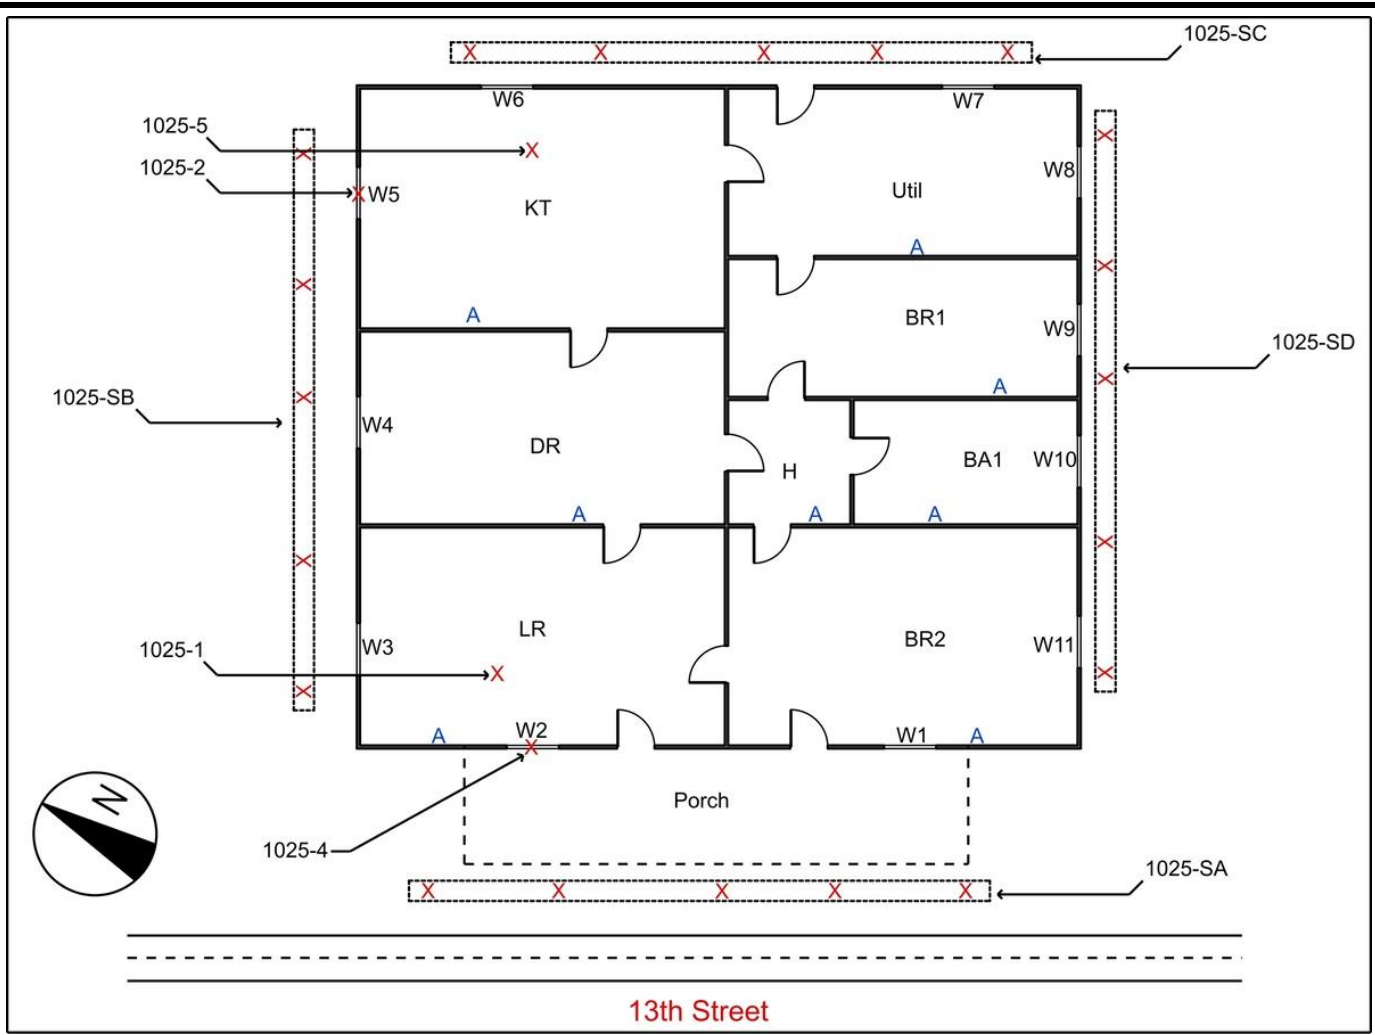 1025-SC
W6
W7
1025-5
1025-2
W5
KT
Util
W8
A
A
BR1
W9
1025-SD
A
1025-SB
W4
DR
H
BA1
W10
A
A
A
1025-1
LR
W3
BR2
W11
A
W2
W1
A
N
Porch
1025-4
1025-SA
13th Street